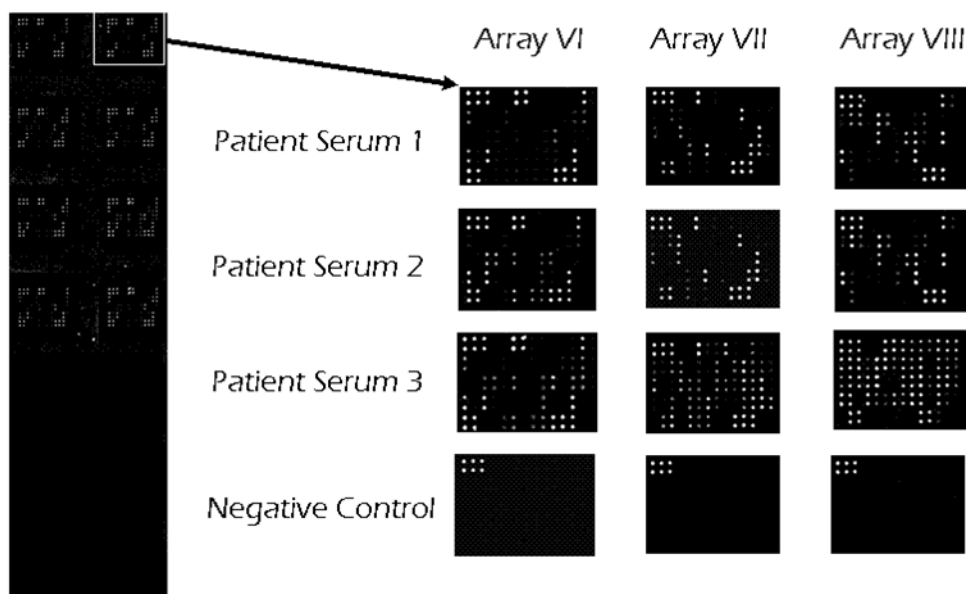 Array VI Array VII Array VIII
Patient Serum 1
Patient Serum 2
Patient Serum 3
Negative Control